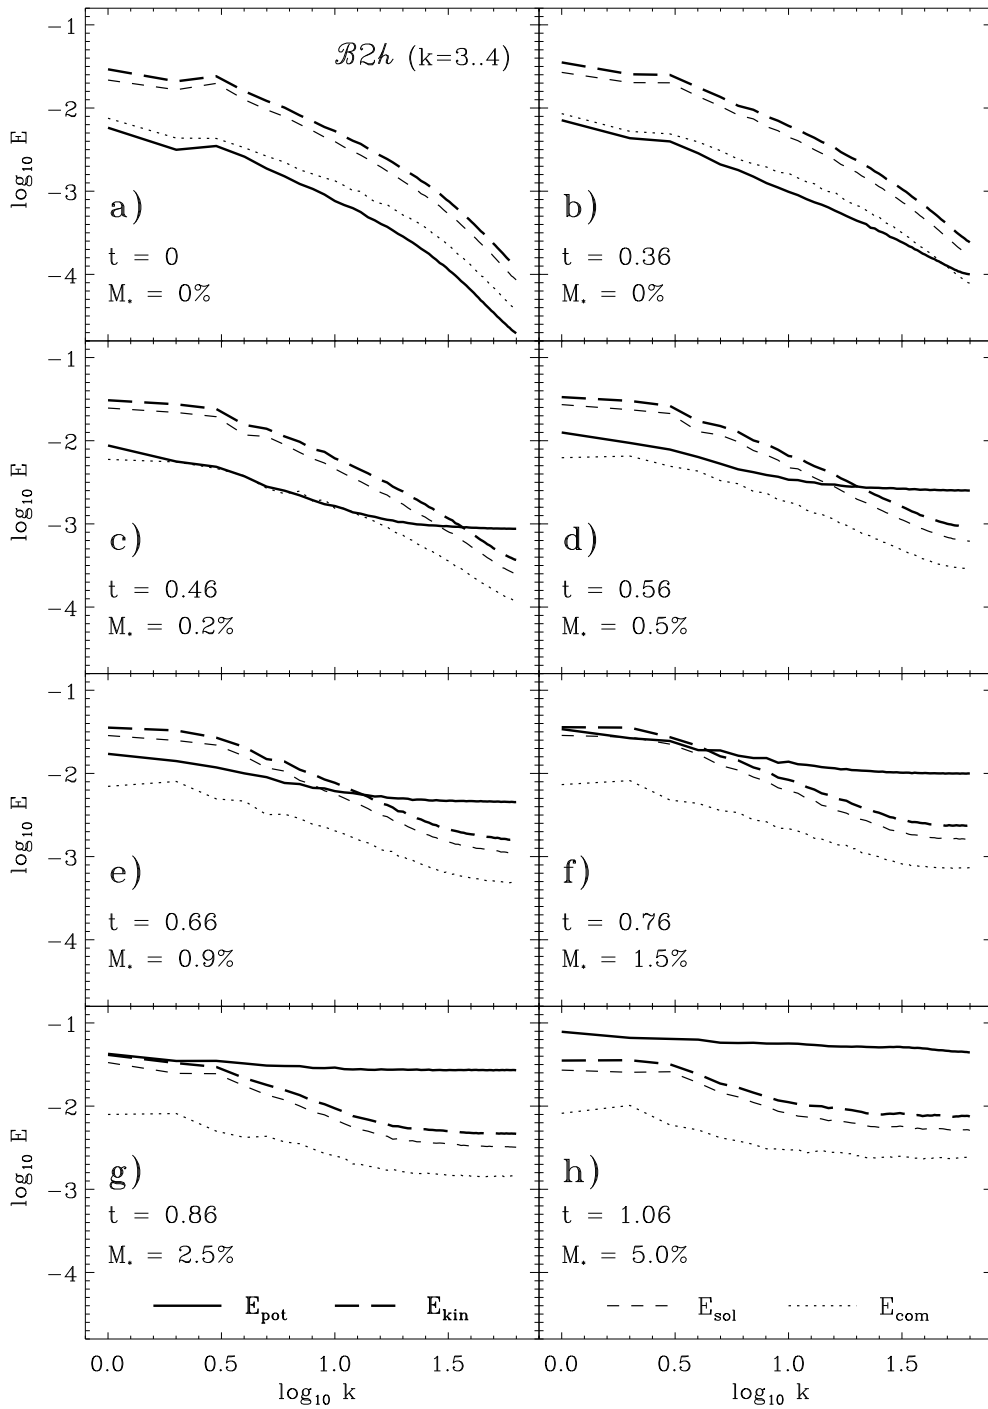 ℬ2h (k=3..4)
−1
−2
−3
−4
log₁₀ E
a)
t = 0
M* = 0%
b)
t = 0.36
M* = 0%
−1
−2
−3
−4
log₁₀ E
c)
t = 0.46
M* = 0.2%
d)
t = 0.56
M* = 0.5%
−1
−2
−3
−4
log₁₀ E
e)
t = 0.66
M* = 0.9%
f)
t = 0.76
M* = 1.5%
−1
−2
−3
−4
log₁₀ E
g)
t = 0.86
M* = 2.5%
h)
t = 1.06
M* = 5.0%
E_pot E_kin E_sol E_com
0.0 0.5 1.0 1.5 0.0 0.5 1.0 1.5
log₁₀ k log₁₀ k